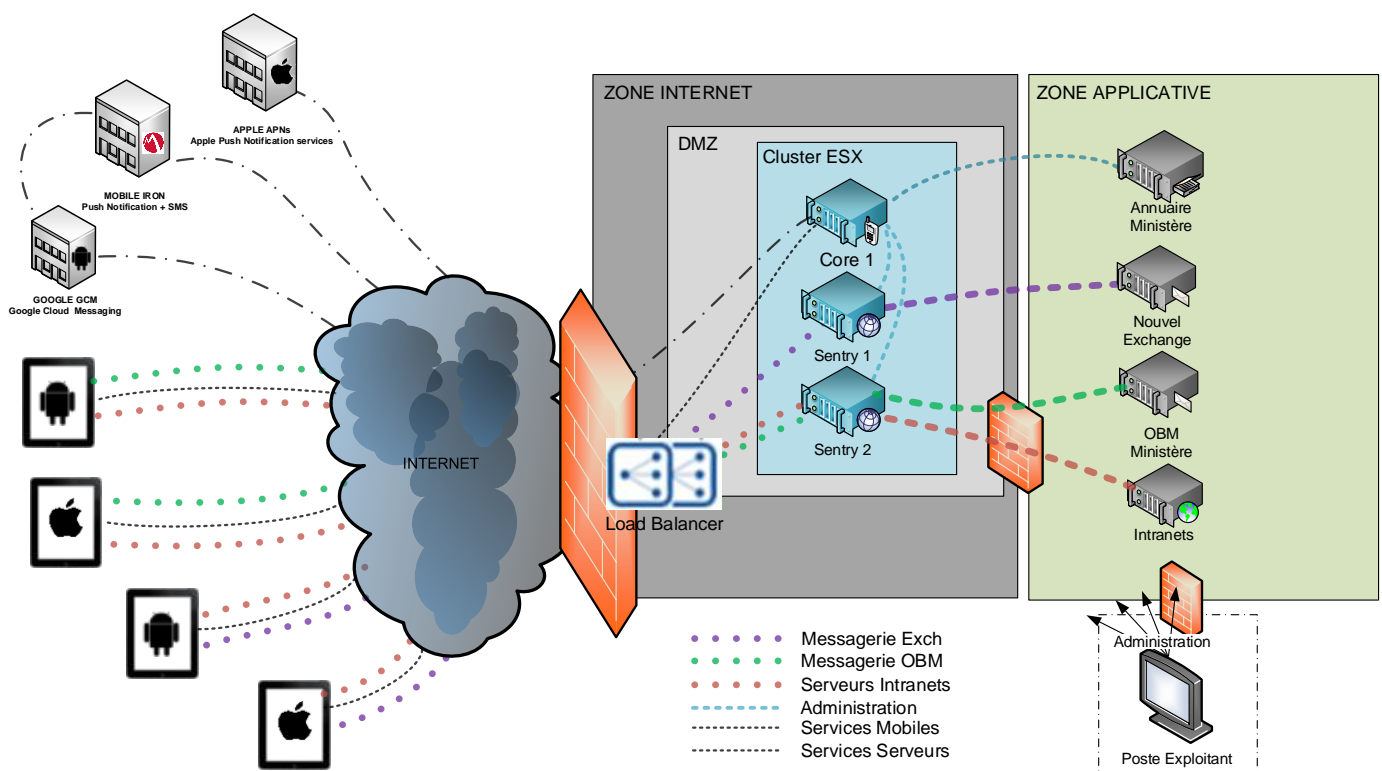 APPLE APNs
Apple Push Notification services
MOBILE IRON
Push Notification + SMS
GOOGLE GCM
Google Cloud  Messaging
INTERNET
ZONE INTERNET
DMZ
Cluster ESX
Core 1
Sentry 1
Sentry 2
Load Balancer
ZONE APPLICATIVE
Annuaire
Ministère
Nouvel
Exchange
OBM
Ministère
Intranets
Administration
Poste Exploitant
Messagerie Exch
Messagerie OBM
Serveurs Intranets
Administration
Services Mobiles
Services Serveurs